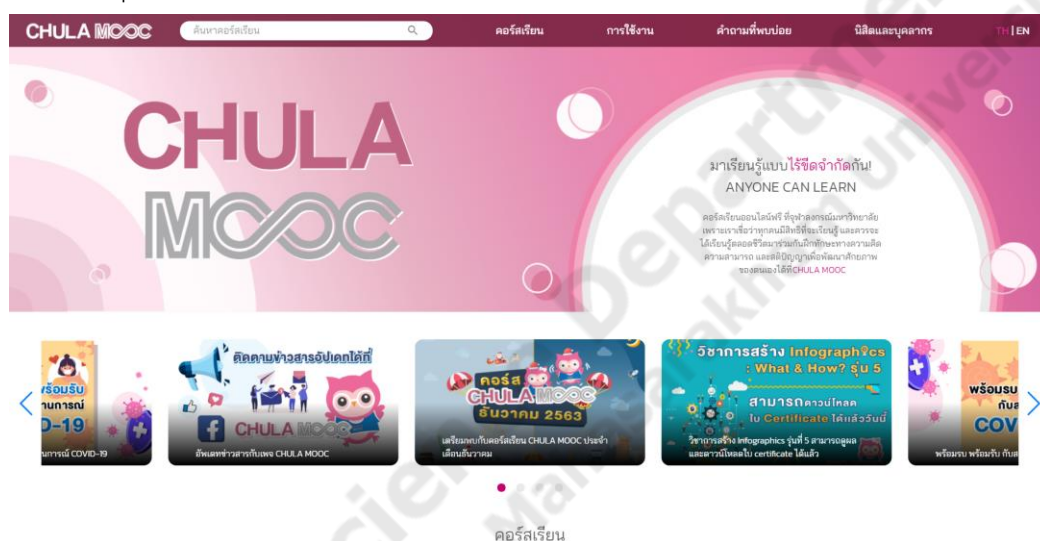 CHULA MOOC
ค้นหาคอร์สเรียน
คอร์สเรียน
การใช้งาน
คำถามที่พบบ่อย
นิสิตและบุคลากร
TH | EN
CHULA
MOOC
มาเรียนรู้แบบไร้ขีดจำกัดกัน!
ANYONE CAN LEARN
คอร์สเรียนออนไลน์ฟรี ที่จุฬาลงกรณ์มหาวิทยาลัย
เพราะเราเชื่อว่าทุกคนมีสิทธิ์ที่จะเรียนรู้ และควรจะ
ได้เรียนรู้ตลอดชีวิตมาร่วมกันฝึกทักษะทางความคิด
ความสามารถ และสติปัญญาเพื่อพัฒนาศักยภาพ
ของตนเองได้ที่CHULA MOOC
D-19
ติดตามข่าวสารอัปเดทได้ที่
CHULA MOOC
อัพเดทข่าวสารกับเพจ CHULA MOOC
คอร์ส
CHULA MOOC
ธันวาคม 2563
เตรียมพบกับคอร์สเรียน CHULA MOOC ประจำ
เดือนธันวาคม
วิชาการสร้าง Infographics
: What & How? รุ่น 5
สามารถดาวน์โหลด
ใบ Certificate ได้แล้ววันนี้
วิชาการสร้าง Infographics รุ่นที่ 5 สามารถดูผล
และดาวน์โหลดใบ certificate ได้แล้ว
พร้อมรบ
COV
พร้อมรบ พร้อมรับ กับส
คอร์สเรียน